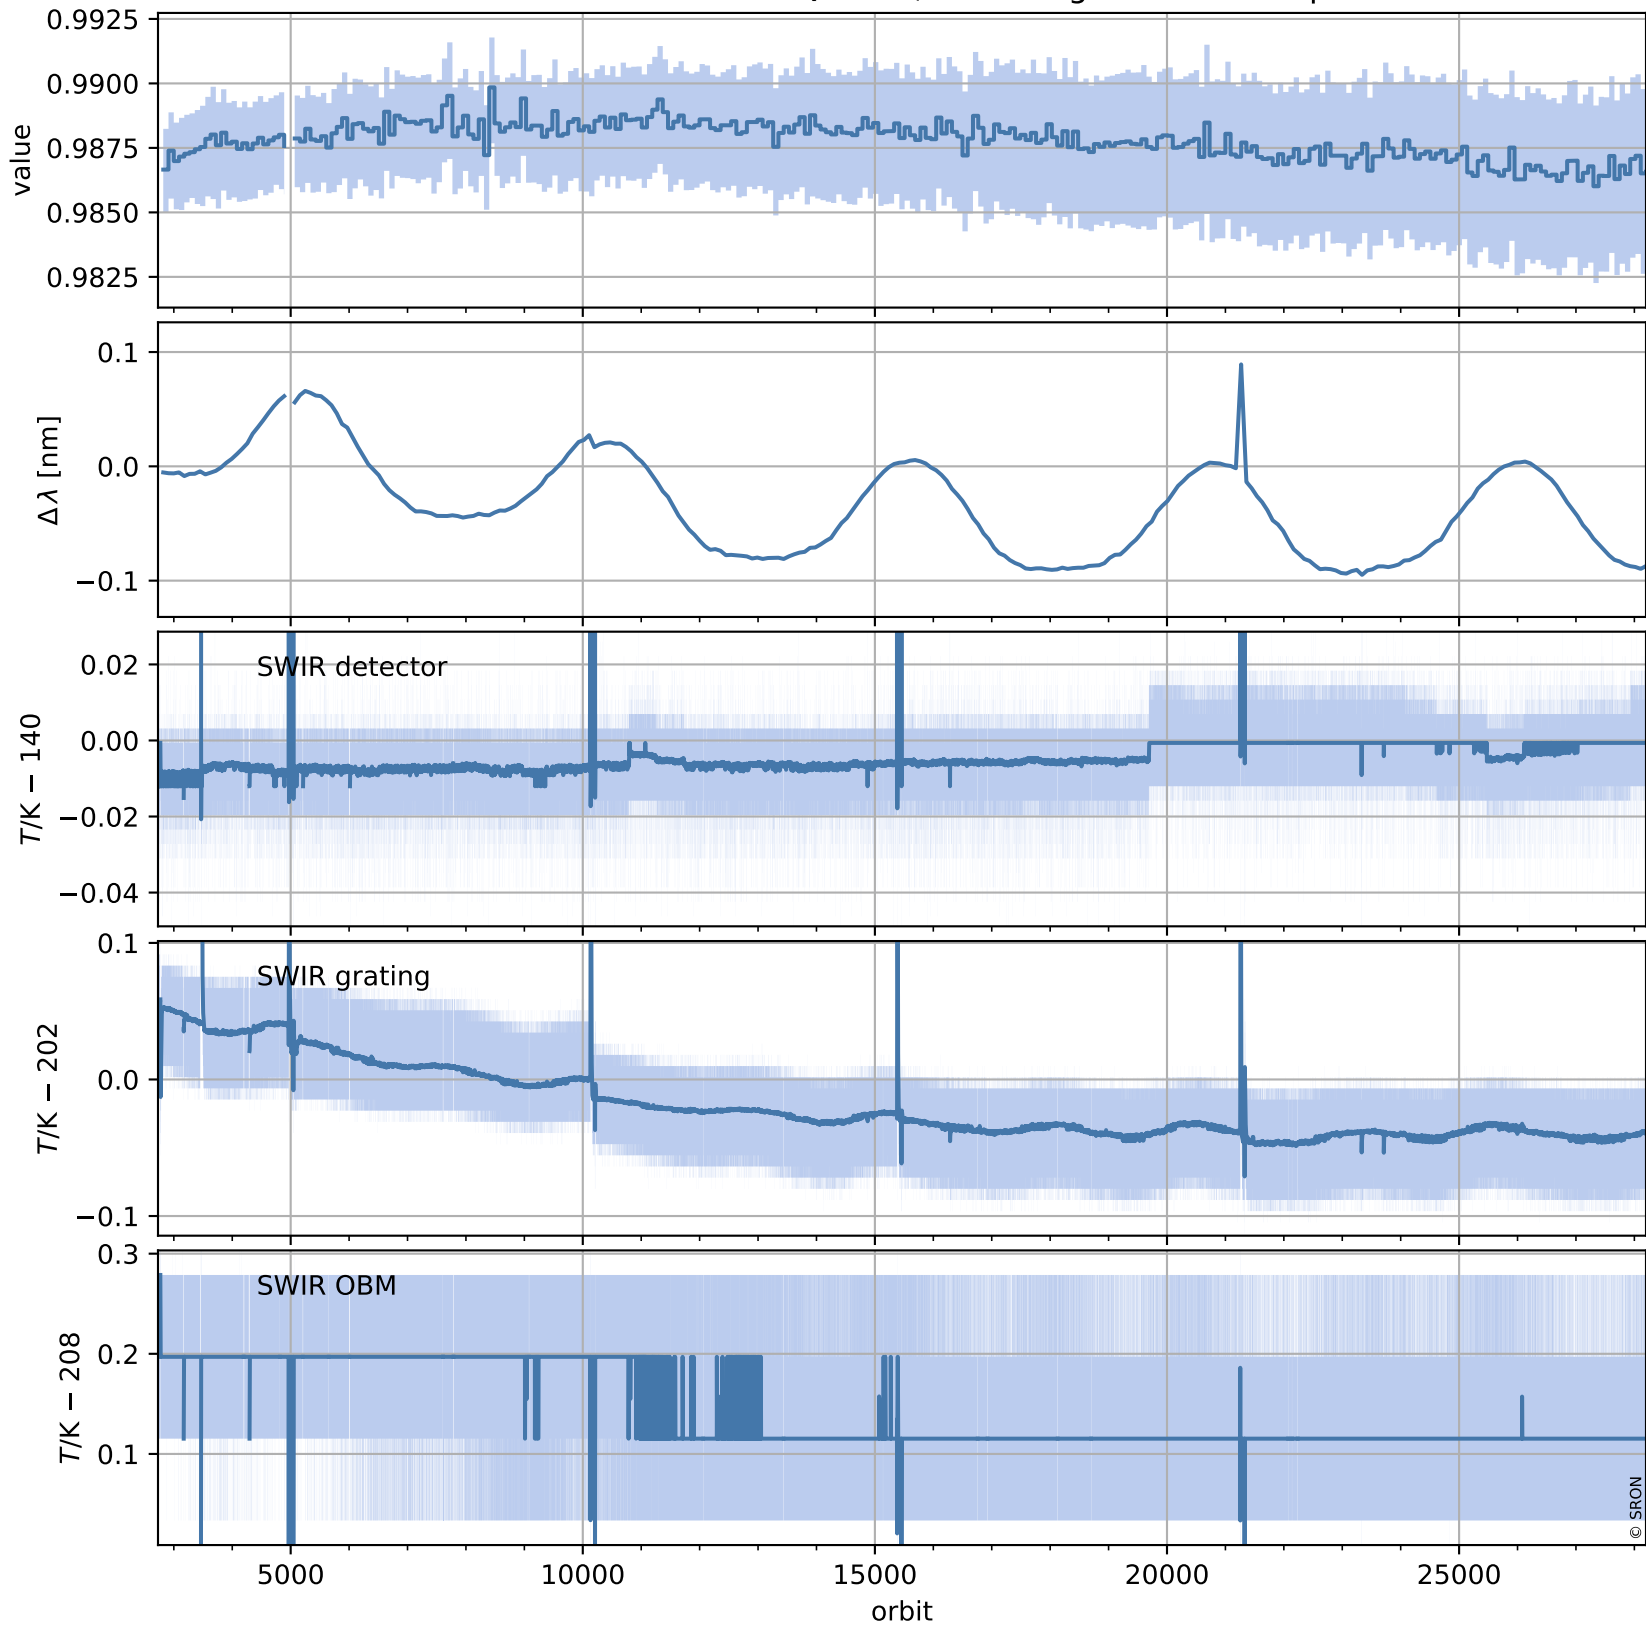 0.9925
0.9900
0.9875
0.9850
0.9825
value
0.1
0.0
−0.1
Δλ [nm]
SWIR detector
0.02
0.00
−0.02
−0.04
T/K − 140
SWIR grating
0.1
0.0
−0.1
T/K − 202
SWIR OBM
0.3
0.2
0.1
T/K − 208
© SRON
5000 10000 15000 20000 25000
orbit